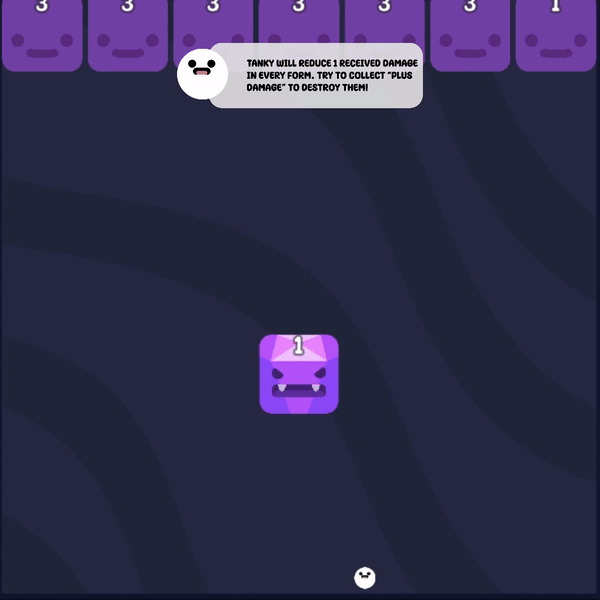 3 3 3 3 3 3 1
TANKY WILL REDUCE 1 RECEIVED DAMAGE
IN EVERY FORM. TRY TO COLLECT "PLUS
DAMAGE" TO DESTROY THEM!
1